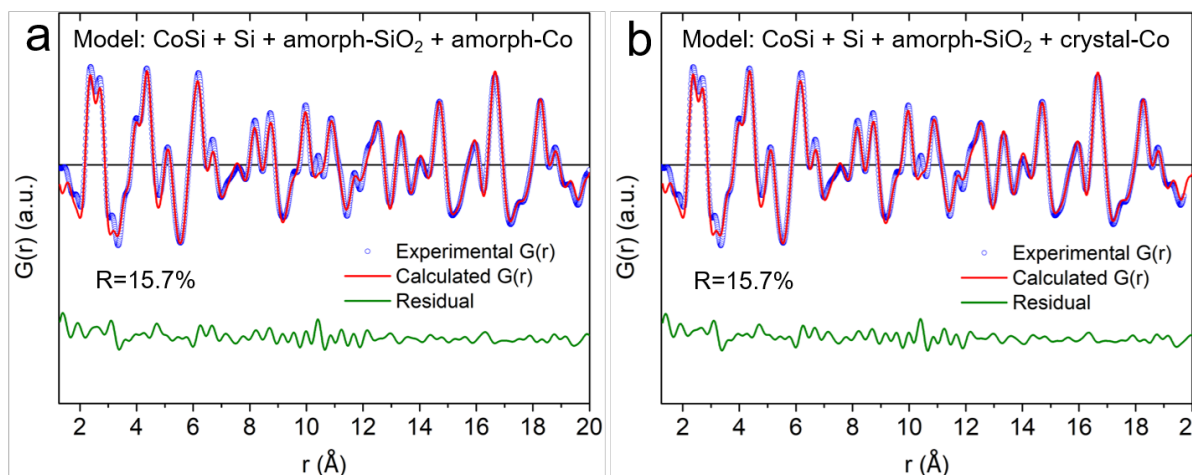 a
Model: CoSi + Si + amorph-SiO₂ + amorph-Co
G(r) (a.u.)
Experimental G(r)
Calculated G(r)
Residual
R=15.7%
2 4 6 8 10 12 14 16 18 20
r (Å)
b
Model: CoSi + Si + amorph-SiO₂ + crystal-Co
G(r) (a.u.)
Experimental G(r)
Calculated G(r)
Residual
R=15.7%
2 4 6 8 10 12 14 16 18 20
r (Å)